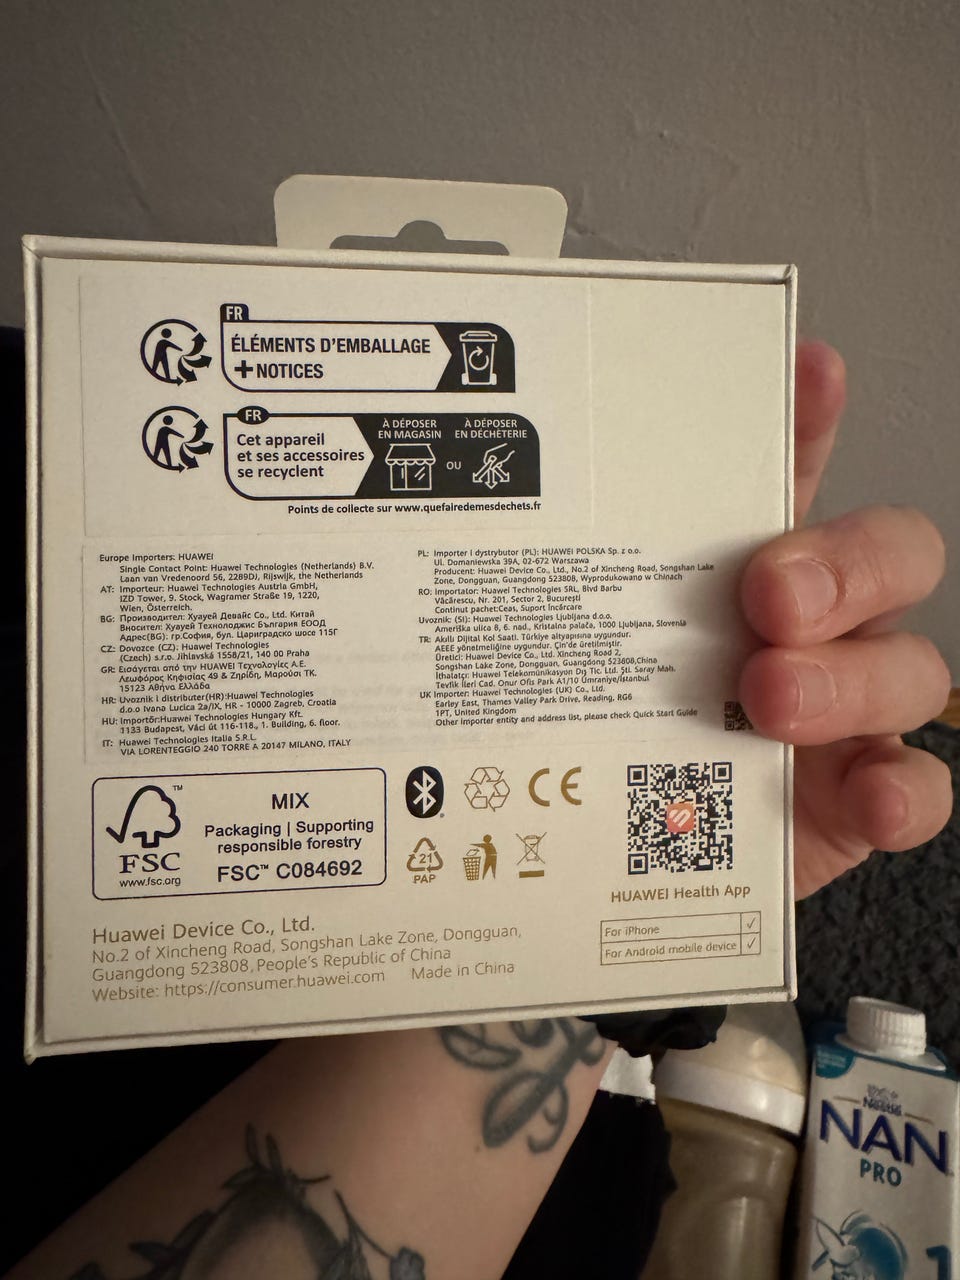 FR
ÉLÉMENTS D'EMBALLAGE
+ NOTICES
FR
Cet appareil
et ses accessoires
se recyclent
À DÉPOSER
EN MAGASIN
OU
À DÉPOSER
EN DÉCHÈTERIE
Points de collecte sur www.quefairedemesdechets.fr
Europe Importers: HUAWEI
Single Contact Point: Huawei Technologies (Netherlands) B.V.
Laan van Vredenoord 56, 2289DJ, Rijswijk, the Netherlands
AT: Importeur: Huawei Technologies Austria GmbH,
IZD Tower, 9. Stock, Wagramer Straße 19, 1220,
Wien, Österreich.
BG: Производител: Хуауей Девайс Со., Ltd. Китай
Вносител: Хуауей Технолоджис България ЕООД
Адрес(BG): гр.София, бул. Цариградско шосе 115Г
CZ: Dovozce (CZ): Huawei Technologies
(Czech) s.r.o. Jihlavská 1558/21, 140 00 Praha
GR: Εισάγεται από την HUAWEI Τεχνολογίες Α.Ε.
Λεωφόρος Κηφισίας 49 & Ζηρίδη, Μαρούσι ΤΚ.
15123 Αθήνα Ελλάδα
HR: Uvoznik i distributer(HR):Huawei Technologies
d.o.o Ivana Lucica 2a/IX, HR - 10000 Zagreb, Croatia
HU: Importőr:Huawei Technologies Hungary Kft.
1133 Budapest, Váci út 116-118., 1. Building, 6. floor.
IT: Huawei Technologies Italia S.R.L.
VIA LORENTEGGIO 240 TORRE A 20147 MILANO, ITALY
PL: Importer i dystrybutor (PL): HUAWEI POLSKA Sp. z o.o.
Ul. Domaniewska 39A, 02-672 Warszawa
Producent: Huawei Device Co., Ltd., No.2 of Xincheng Road, Songshan Lake
Zone, Dongguan, Guangdong 523808, Wyprodukowano w Chinach
RO: Importator: Huawei Technologies SRL, Blvd Barbu
Văcărescu, Nr. 201, Sector 2, Bucureşti
Continut pachet:Ceas, Suport Încărcare
Uvoznik (SI): Huawei Technologies Ljubljana d.o.o.
Ameriška ulica 8, 6. nad., Kristalna palača, 1000 Ljubljana, Slovenia
TR: Akıllı Dijital Kol Saati. Türkiye altyapısına uygundur.
AEEE yönetmeliğine uygundur. Çin'de üretilmiştir.
Üretici: Huawei Device Co., Ltd. Xincheng Road 2,
Songshan Lake Zone, Dongguan, Guangdong 523808,China
İthalatçı: Huawei Telekomünikasyon Dış Tic. Ltd. Şti. Saray Mah.
Tevfik İleri Cad. Onur Ofis Park A1/10 Ümraniye/İstanbul
UK Importer: Huawei Technologies (UK) Co., Ltd.
Earley East, Thames Valley Park Drive, Reading, RG6
1PT, United Kingdom
Other importer entity and address list, please check Quick Start Guide
FSC
TM
www.fsc.org
MIX
Packaging | Supporting
responsible forestry
FSC™ C084692
CE
21
PAP
HUAWEI Health App
For iPhone ✓
For Android mobile device ✓
Huawei Device Co., Ltd.
No.2 of Xincheng Road, Songshan Lake Zone, Dongguan,
Guangdong 523808, People's Republic of China
Website: https://consumer.huawei.com Made in China
Nestlé
NAN
PRO
1